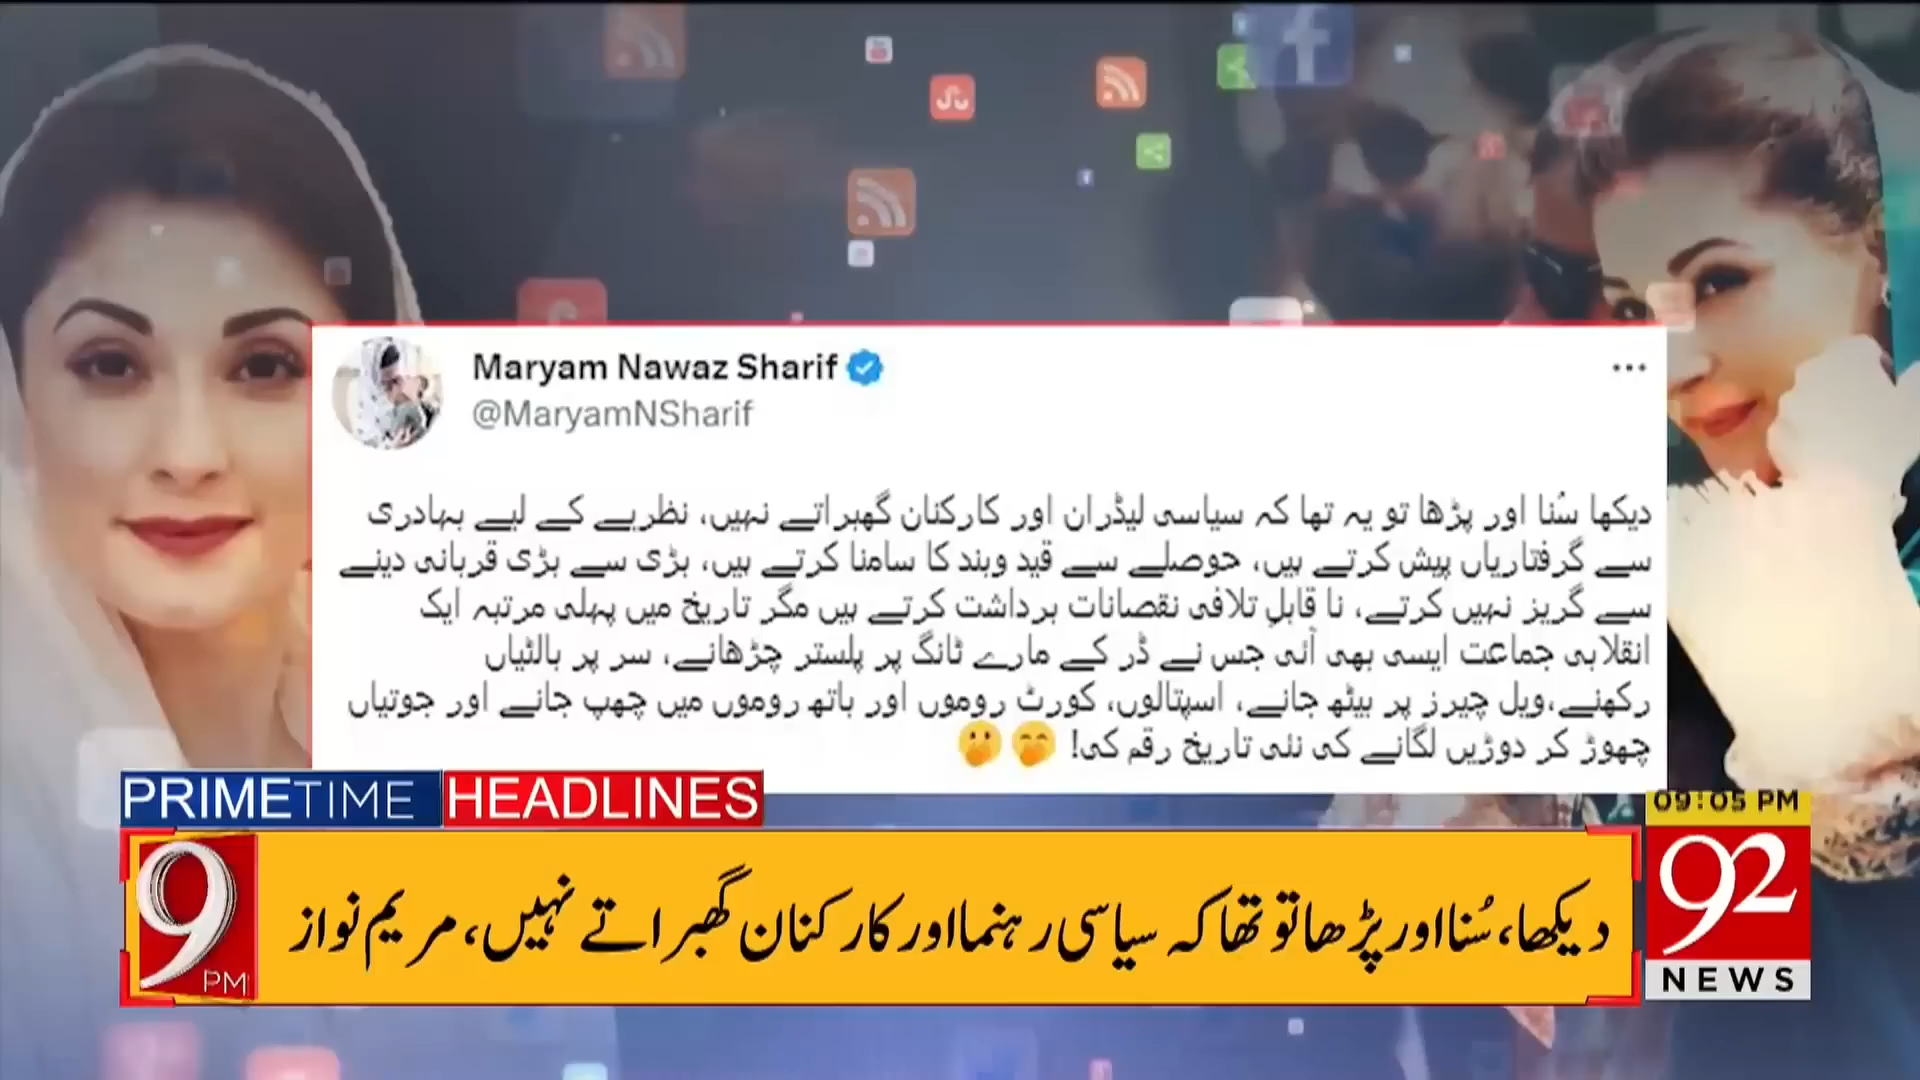 Maryam Nawaz Sharif
@MaryamNSharif
دیکھا سُنا اور پڑھا تو یہ تھا کہ سیاسی لیڈران اور کارکنان گھبراتے نہیں، نظریے کے لیے بہادری
سے گرفتاریاں پیش کرتے ہیں، حوصلے سے قید وبند کا سامنا کرتے ہیں، بڑی سے بڑی قربانی دینے
سے گریز نہیں کرتے، نا قابلِ تلافی نقصانات برداشت کرتے ہیں مگر تاریخ میں پہلی مرتبہ ایک
انقلابی جماعت ایسی بھی آئی جس نے ڈر کے مارے ٹانگ پر پلستر چڑھانے، سر پر بالٹیاں
رکھنے،ویل چیرز پر بیٹھ جانے، اسپتالوں، کورٹ روموں اور باتھ روموں میں چھپ جانے اور جوتیاں
چھوڑ کر دوڑیں لگانے کی نئی تاریخ رقم کی! 🤭🤭
PRIMETIME HEADLINES
09:05 PM
9 PM
دیکھا، سُنا اور پڑھا تو تھا کہ سیاسی رہنما اور کارکنان گھبراتے نہیں، مریم نواز
92
NEWS